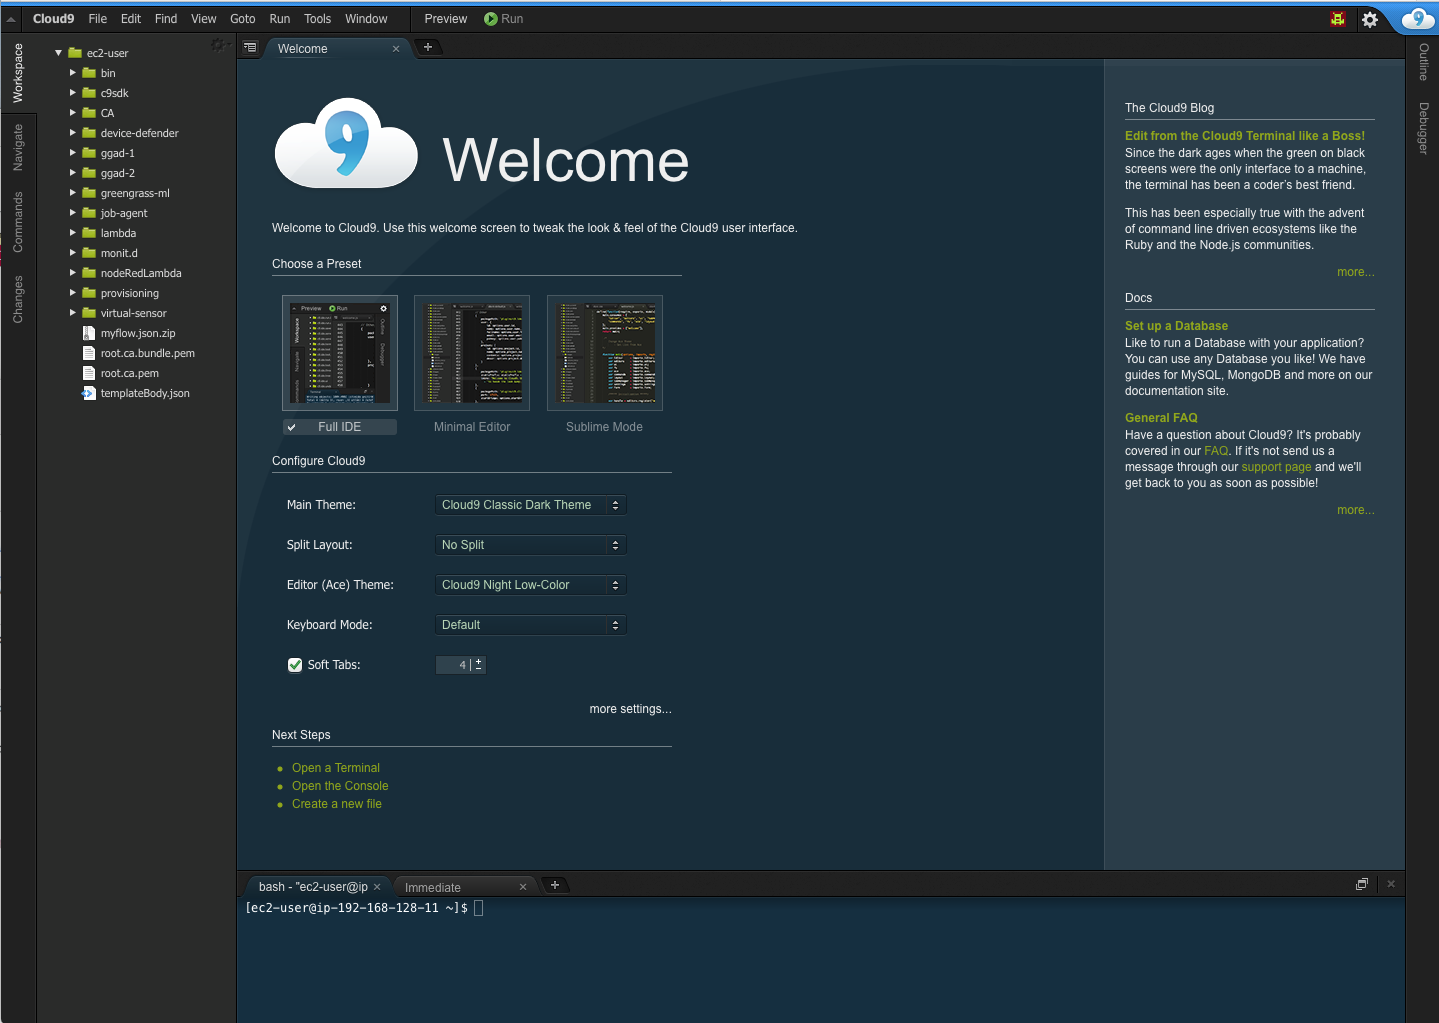 Cloud9 File Edit Find View Goto Run Tools Window Preview Run
Workspace
Navigate
Commands
Changes
ec2-user
bin
c9sdk
CA
device-defender
ggad-1
ggad-2
greengrass-ml
job-agent
lambda
monit.d
nodeRedLambda
provisioning
virtual-sensor
myflow.json.zip
root.ca.bundle.pem
root.ca.pem
templateBody.json
Welcome
9
Welcome
Welcome to Cloud9. Use this welcome screen to tweak the look & feel of the Cloud9 user interface.
Choose a Preset
Preview Run
Workspace
Outline
Debugger
Full IDE
Minimal Editor
Sublime Mode
Configure Cloud9
Main Theme: Cloud9 Classic Dark Theme
Split Layout: No Split
Editor (Ace) Theme: Cloud9 Night Low-Color
Keyboard Mode: Default
Soft Tabs: 4
more settings...
Next Steps
Open a Terminal
Open the Console
Create a new file
The Cloud9 Blog
Edit from the Cloud9 Terminal like a Boss!
Since the dark ages when the green on black
screens were the only interface to a machine,
the terminal has been a coder's best friend.
This has been especially true with the advent
of command line driven ecosystems like the
Ruby and the Node.js communities.
more...
Docs
Set up a Database
Like to run a Database with your application?
You can use any Database you like! We have
guides for MySQL, MongoDB and more on our
documentation site.
General FAQ
Have a question about Cloud9? It's probably
covered in our FAQ. If it's not send us a
message through our support page and we'll
get back to you as soon as possible!
more...
9
Outline
Debugger
bash - "ec2-user@ip
Immediate
[ec2-user@ip-192-168-128-11 ~]$